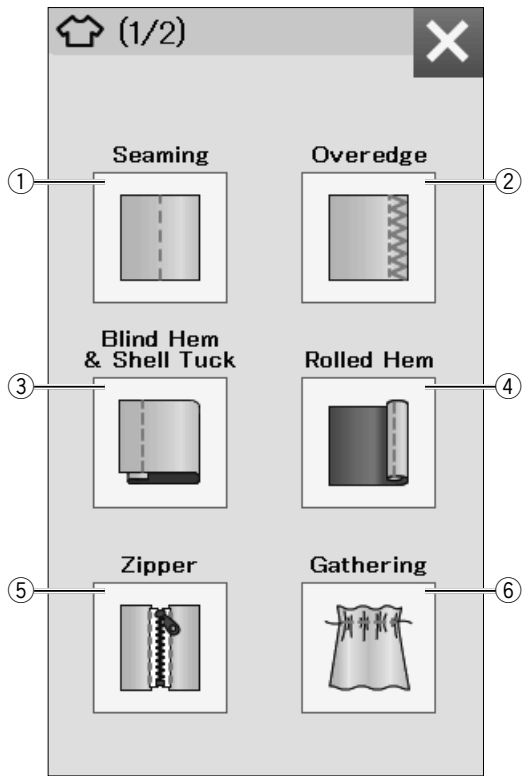 (1/2)
Seaming
Overedge
① ②
Blind Hem
& Shell Tuck
Rolled Hem
③ ④
Zipper
Gathering
⑤ ⑥